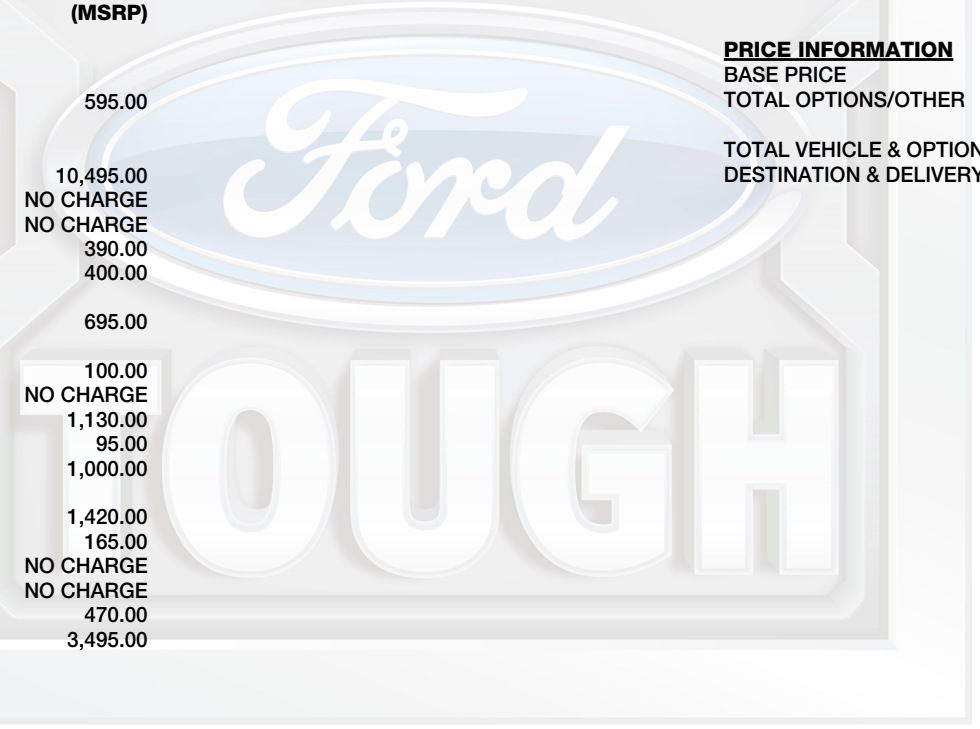 (MSRP)
595.00
10,495.00
NO CHARGE
NO CHARGE
390.00
400.00
695.00
100.00
NO CHARGE
1,130.00
95.00
1,000.00
1,420.00
165.00
NO CHARGE
NO CHARGE
470.00
3,495.00
PRICE INFORMATION
BASE PRICE
TOTAL OPTIONS/OTHER
TOTAL VEHICLE & OPTION
DESTINATION & DELIVERY
Ford
TOUGH